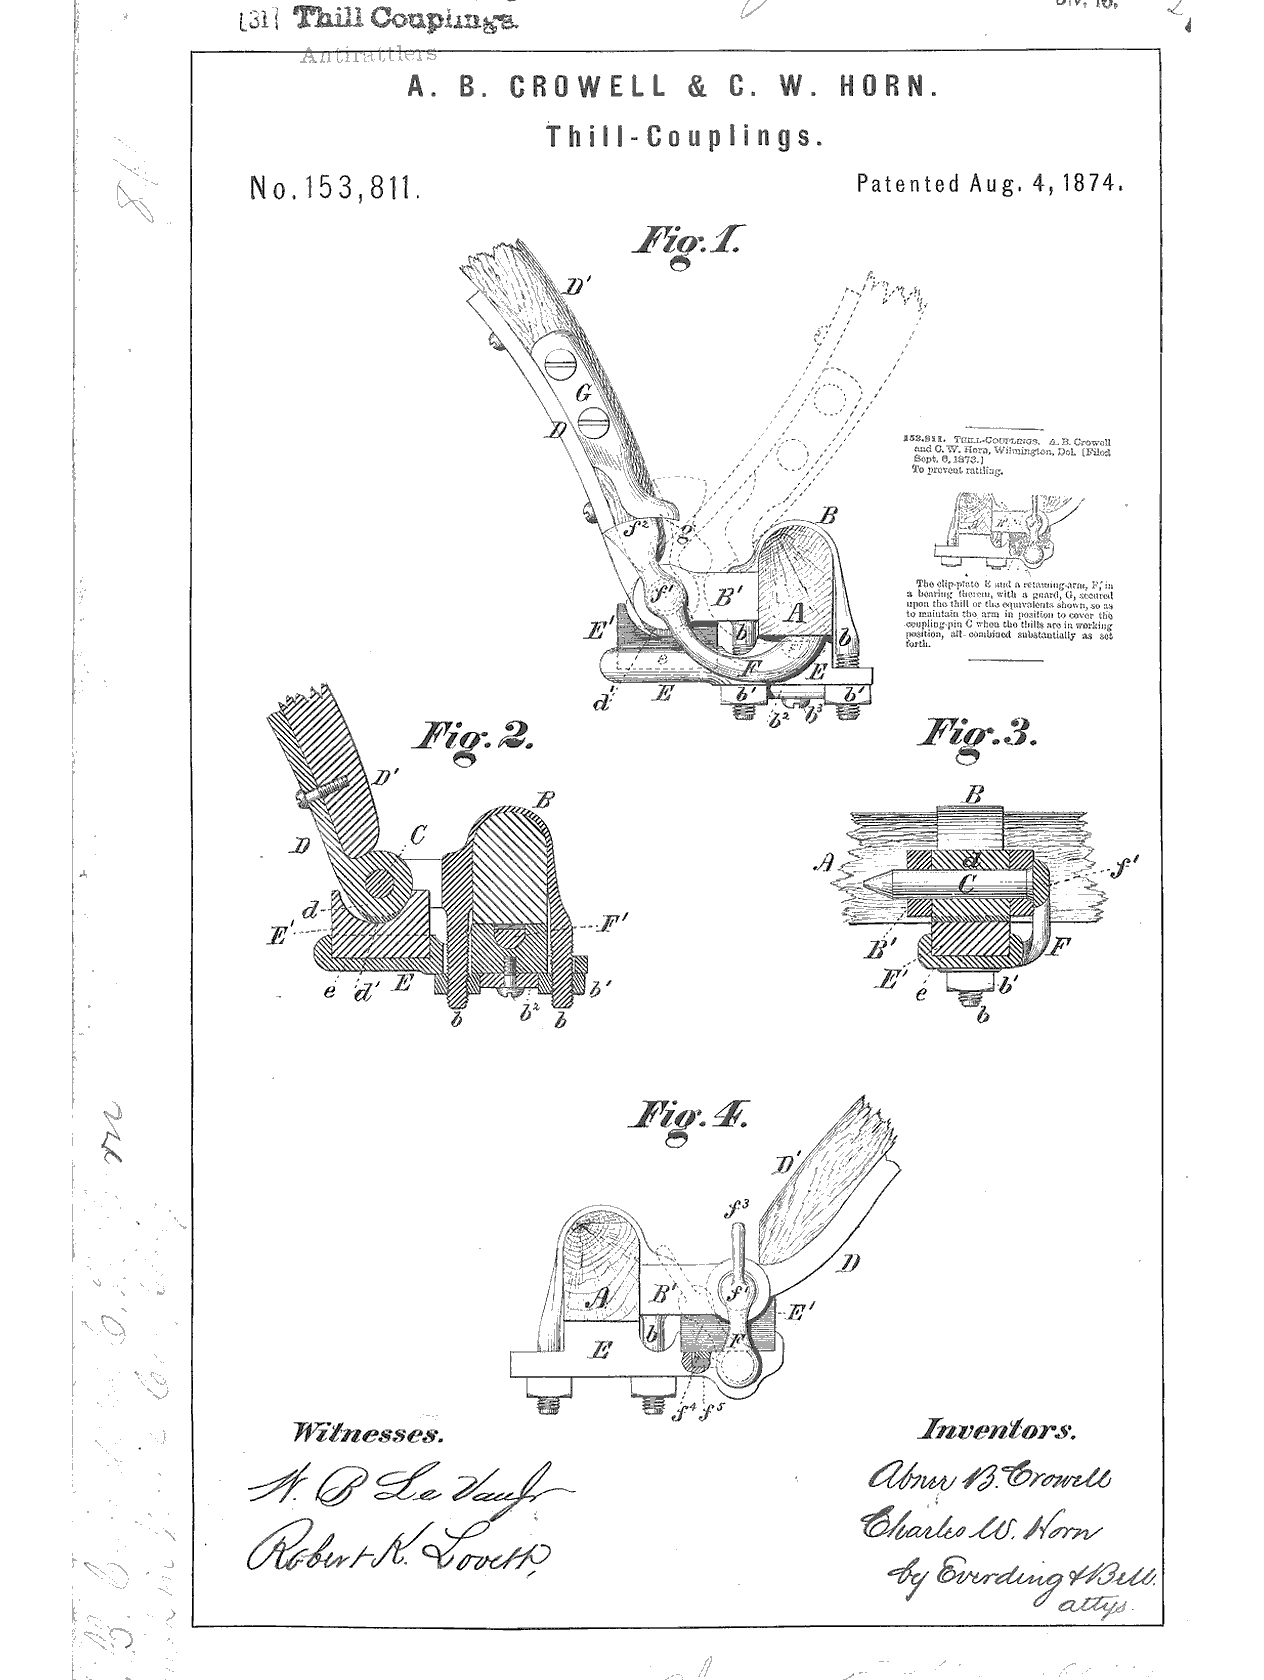 [31] Thill Couplings.
Antirattlers
A. B. CROWELL & C. W. HORN.
Thill-Couplings.
No. 153,811.
Patented Aug. 4, 1874.
Fig. 1.
D'
G
D
f²
g
B
f'
B'
A
E'
b
b
e
F
E
d'
E
b'
b²
b³
b'
153,811. THILL-COUPLINGS. A. B. Crowell
and C. W. Horn, Wilmington, Del. [Filed
Sept. 6, 1873.]
To prevent rattling.
A
B'
The clip-plate E and a retaining-arm, F, in
a bearing therein, with a guard, G, secured
upon the thill or the equivalents shown, so as
to maintain the arm in position to cover the
coupling-pin C when the thills are in working
position, all combined substantially as set
forth.
Fig. 2.
D'
B
D
C
d
E'
F'
e
d'
E
b'
b
b²
b
Fig. 3.
B
A
d
f'
C
B'
F
E'
e
b'
b
Fig. 4.
D'
f³
D
f'
A
B'
E'
b
F
E
f⁴
f⁵
Witnesses.
Inventors.
Abner B. Crowell
Charles W. Horn
Robert K.
by Everding & Bell.
attys.